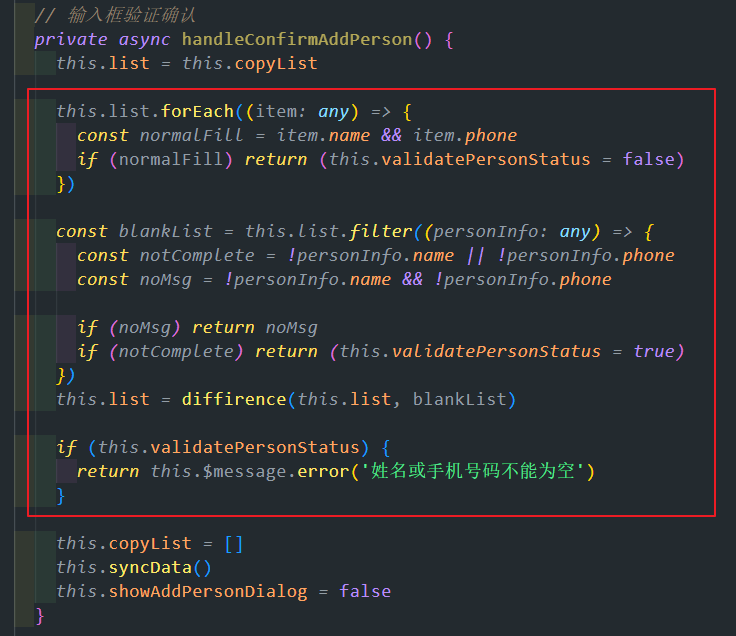 // 输入框验证确认
private async handleConfirmAddPerson() {
this.list = this.copyList
this.list.forEach((item: any) => {
const normalFill = item.name && item.phone
if (normalFill) return (this.validatePersonStatus = false)
})
const blankList = this.list.filter((personInfo: any) => {
const notComplete = !personInfo.name || !personInfo.phone
const noMsg = !personInfo.name && !personInfo.phone
if (noMsg) return noMsg
if (notComplete) return (this.validatePersonStatus = true)
})
this.list = diffirence(this.list, blankList)
if (this.validatePersonStatus) {
return this.$message.error('姓名或手机号码不能为空')
}
this.copyList = []
this.syncData()
this.showAddPersonDialog = false
}